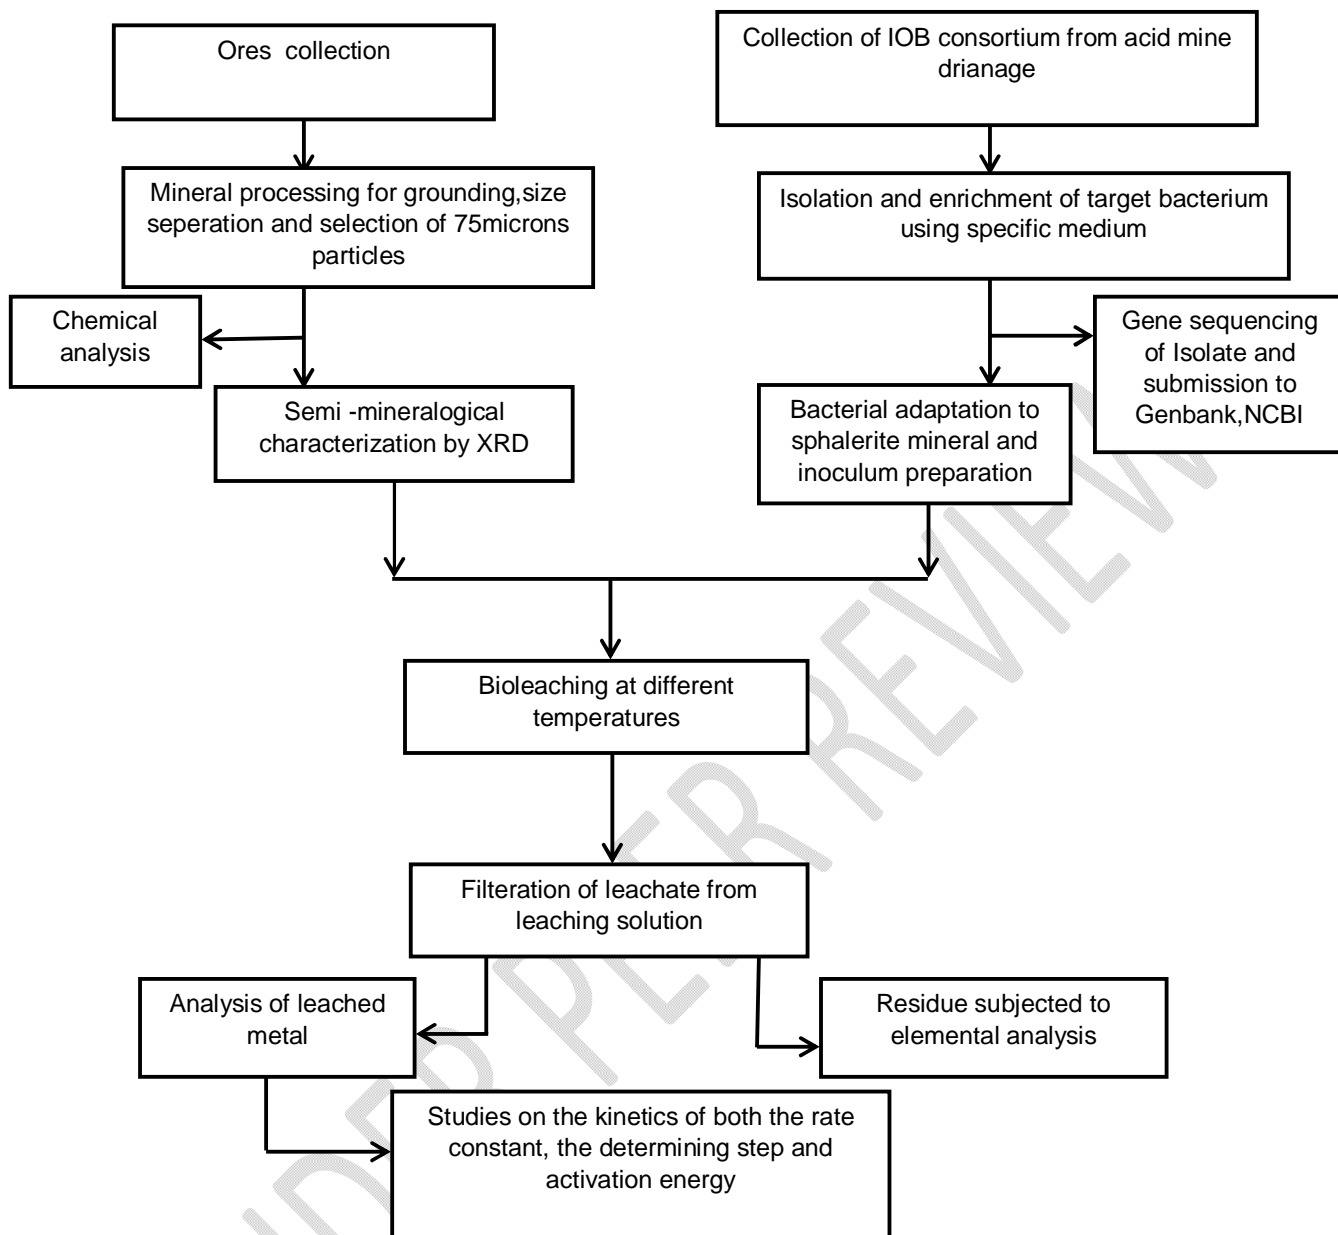 Ores collection
Collection of IOB consortium from acid mine
drianage
Mineral processing for grounding,size
seperation and selection of 75microns
particles
Isolation and enrichment of target bacterium
using specific medium
Chemical
analysis
Gene sequencing
of Isolate and
submission to
Genbank,NCBI
Semi -mineralogical
characterization by XRD
Bacterial adaptation to
sphalerite mineral and
inoculum preparation
Bioleaching at different
temperatures
Filteration of leachate from
leaching solution
Analysis of leached
metal
Residue subjected to
elemental analysis
Studies on the kinetics of both the rate
constant, the determining step and
activation energy
NDER PER REVIEW